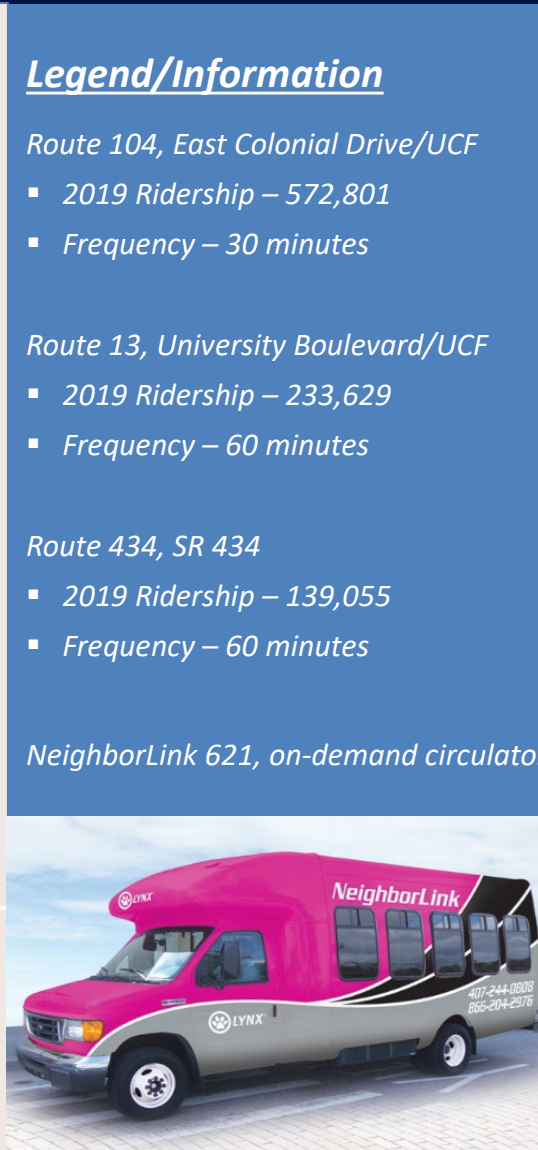 Legend/Information
Route 104, East Colonial Drive/UCF
▪ 2019 Ridership – 572,801
▪ Frequency – 30 minutes
Route 13, University Boulevard/UCF
▪ 2019 Ridership – 233,629
▪ Frequency – 60 minutes
Route 434, SR 434
▪ 2019 Ridership – 139,055
▪ Frequency – 60 minutes
NeighborLink 621, on-demand circulato
LYNX
NeighborLink
407-244-0808
866-204-2976
LYNX